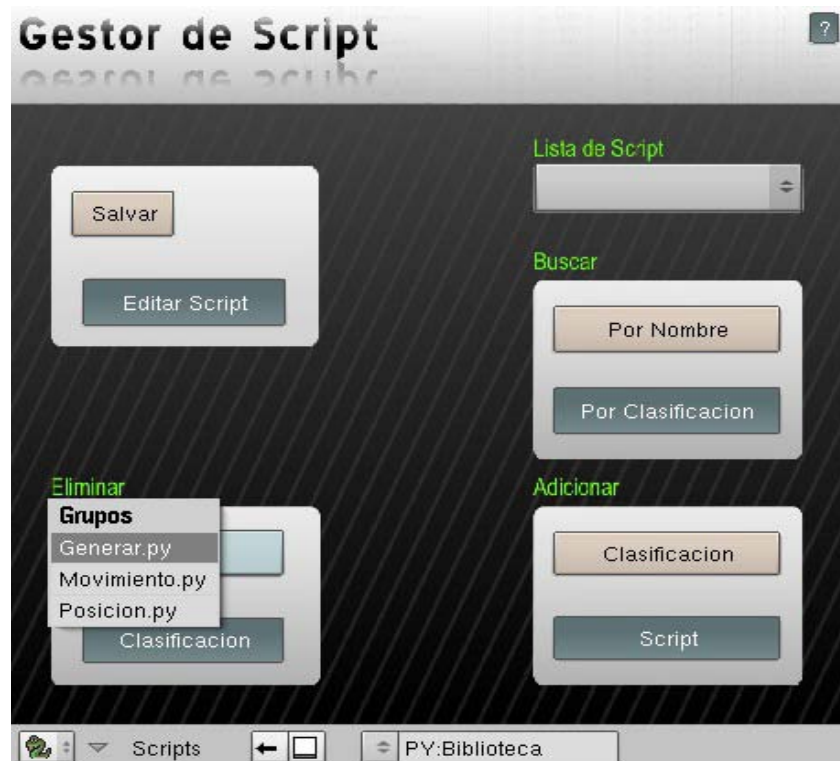 Gestor de Script
?
Lista de Script
Salvar
Editar Script
Buscar
Por Nombre
Por Clasificacion
Eliminar
Grupos
Generar.py
Movimiento.py
Posicion.py
Clasificacion
Adicionar
Clasificacion
Script
Scripts
PY:Biblioteca